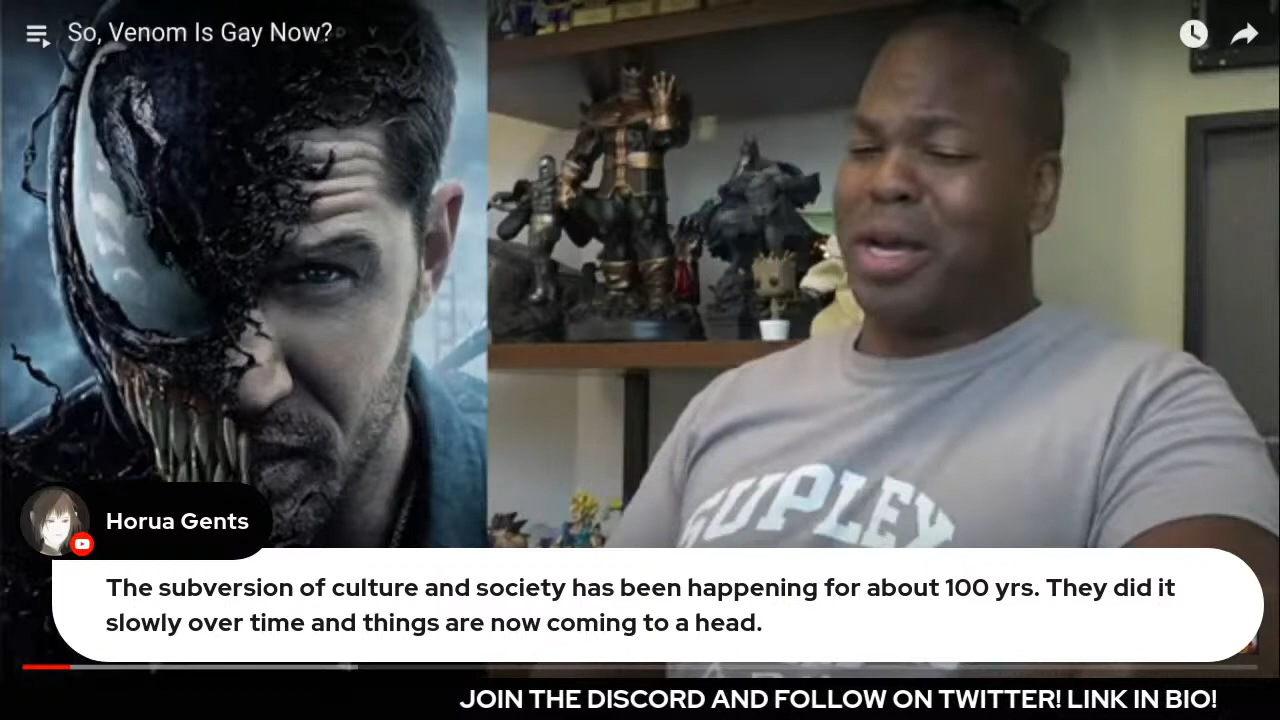 So, Venom Is Gay Now?
SUPLEY
Horua Gents
The subversion of culture and society has been happening for about 100 yrs. They did it
slowly over time and things are now coming to a head.
JOIN THE DISCORD AND FOLLOW ON TWITTER! LINK IN BIO!